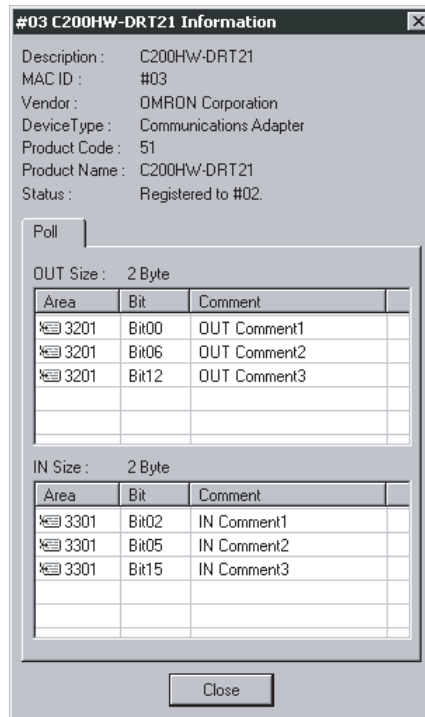 #03 C200HW-DRT21 Information
Description : C200HW-DRT21
MAC ID : #03
Vendor : OMRON Corporation
DeviceType : Communications Adapter
Product Code : 51
Product Name : C200HW-DRT21
Status : Registered to #02.
Poll
OUT Size : 2 Byte
Area Bit Comment
3201 Bit00 OUT Comment1
3201 Bit06 OUT Comment2
3201 Bit12 OUT Comment3
IN Size : 2 Byte
Area Bit Comment
3301 Bit02 IN Comment1
3301 Bit05 IN Comment2
3301 Bit15 IN Comment3
Close